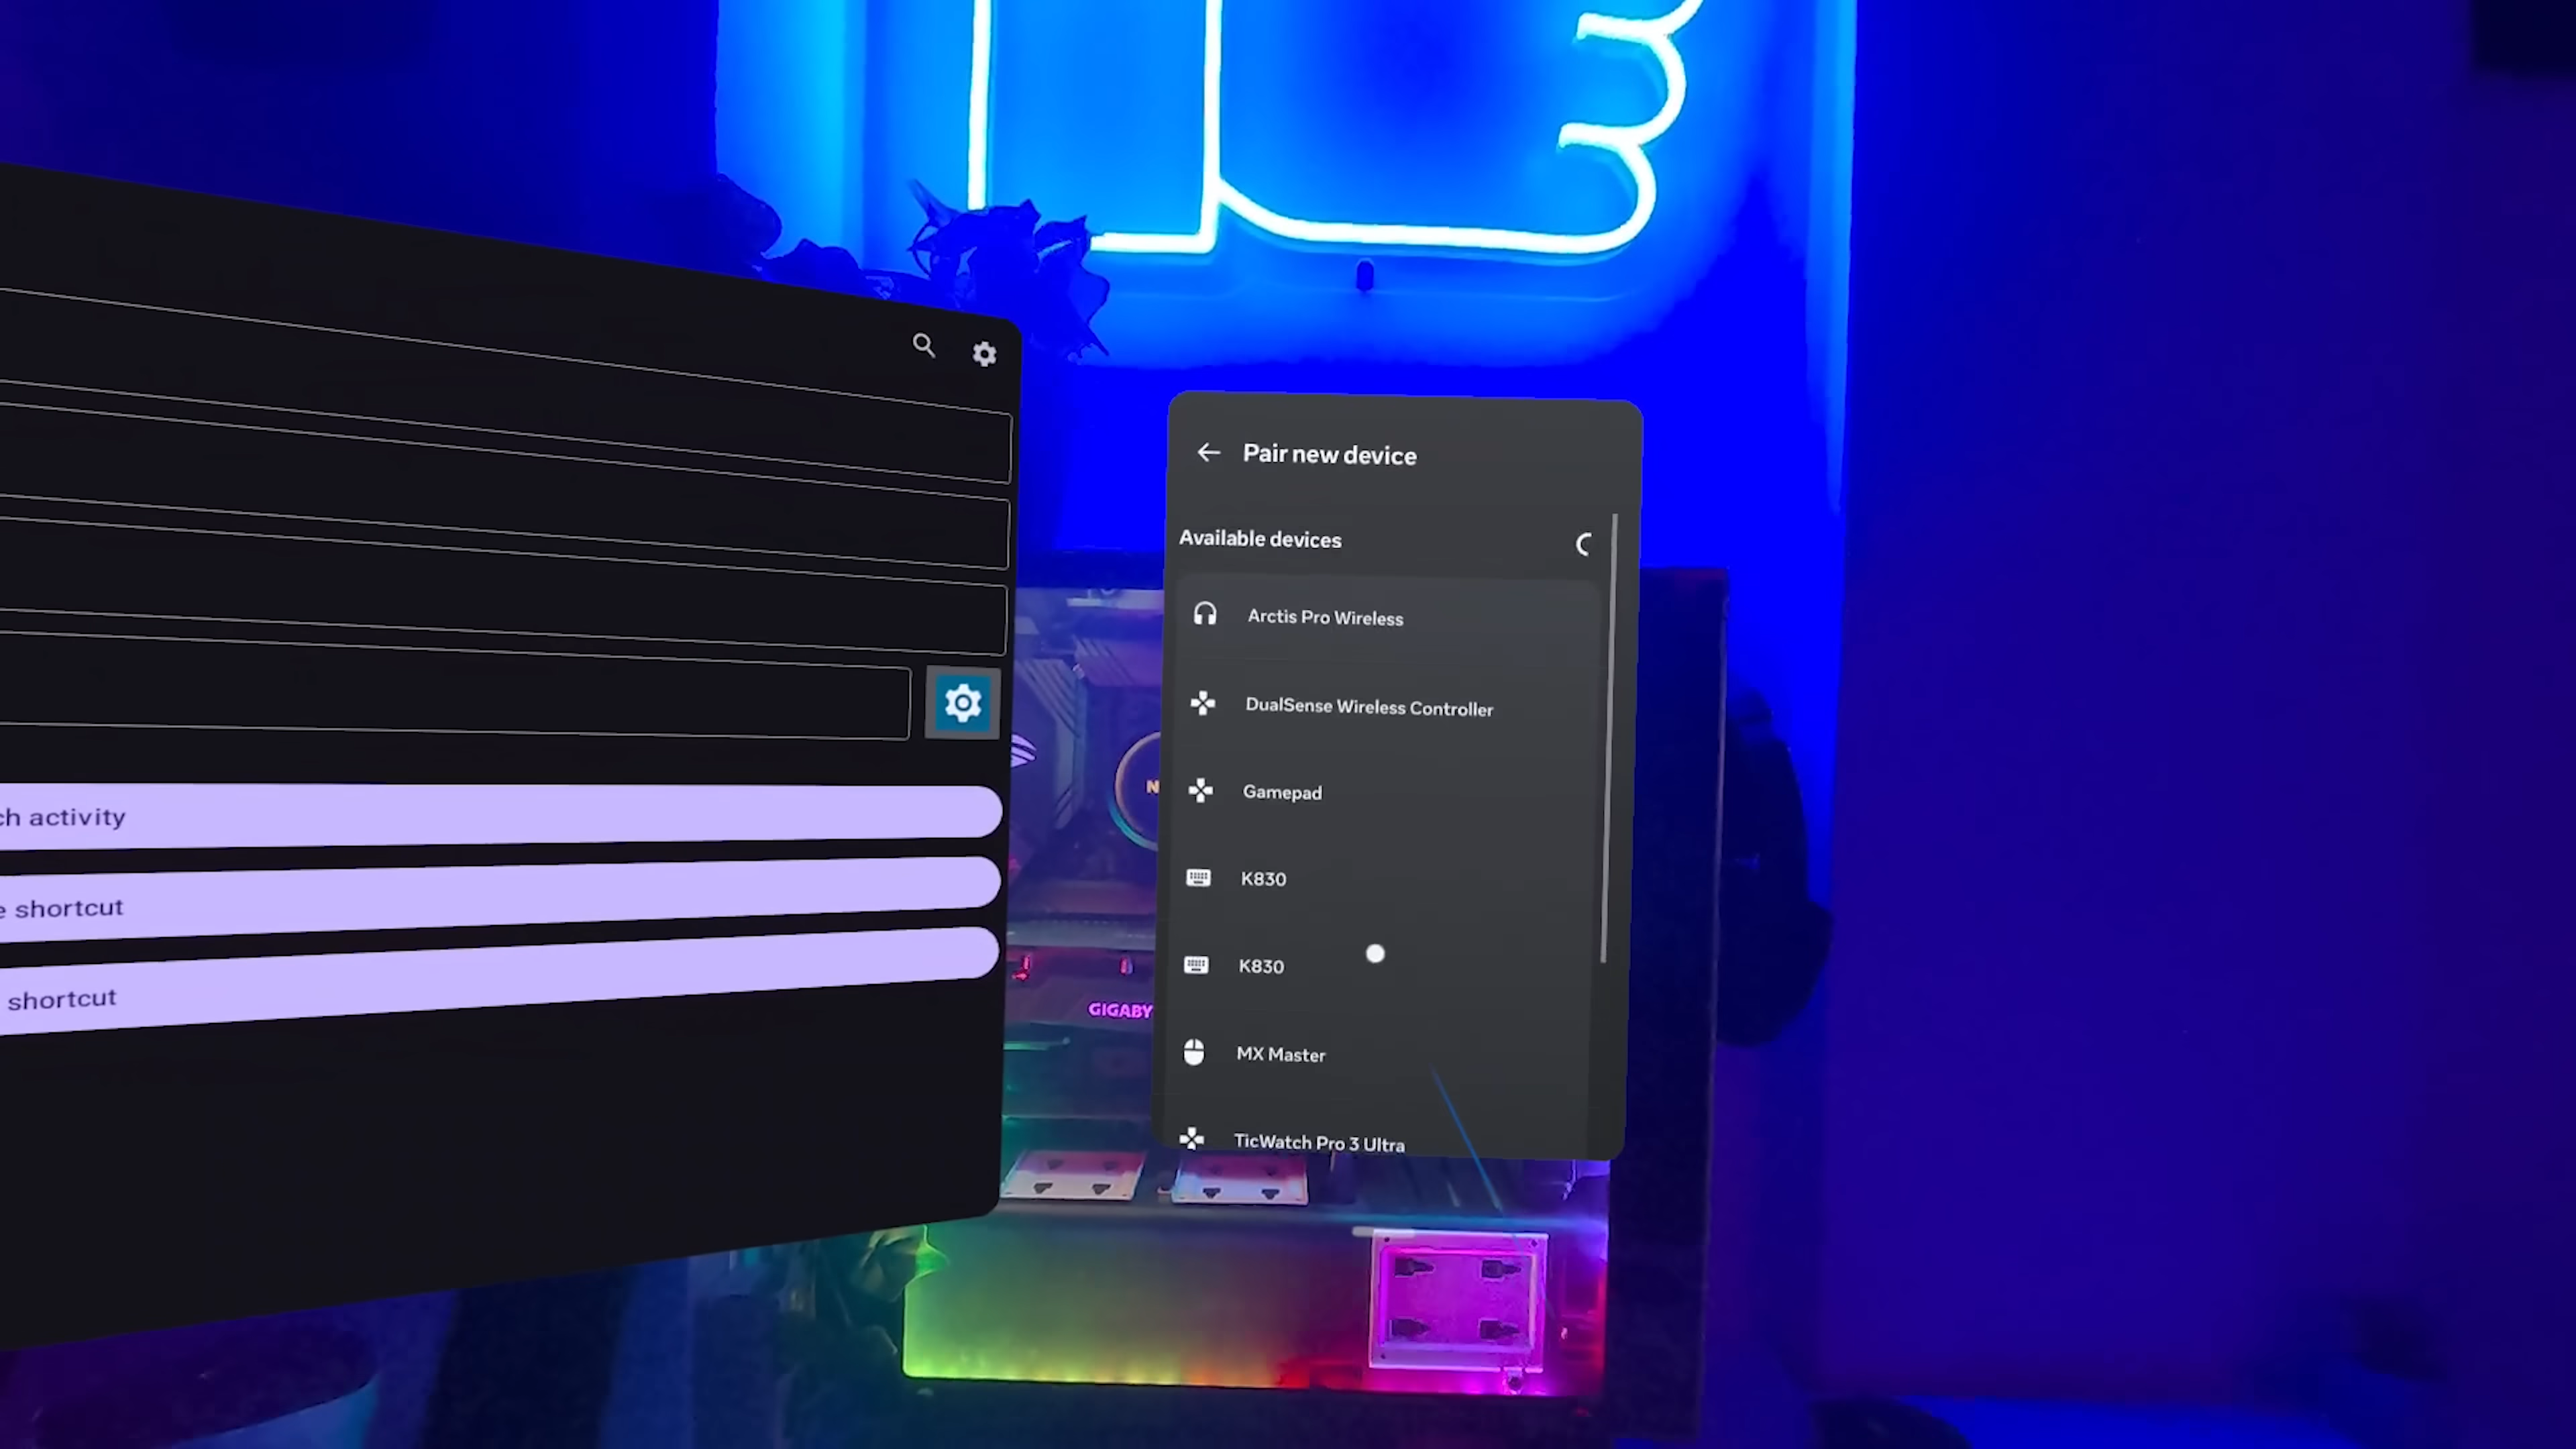 ch activity
e shortcut
shortcut
Pair new device
Available devices
Arctis Pro Wireless
DualSense Wireless Controller
Gamepad
K830
K830
MX Master
TicWatch Pro 3 Ultra
N
GIGABY